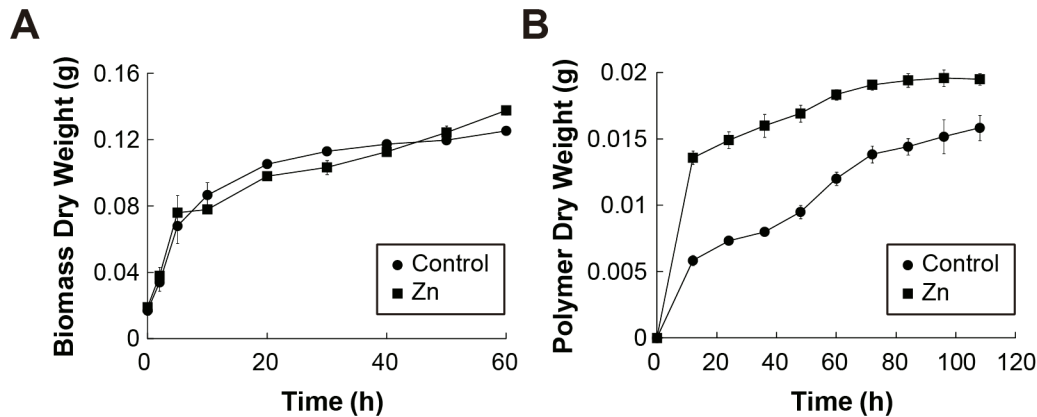 A
Biomass Dry Weight (g)
0.16
0.12
0.08
0.04
0
0
20
40
60
Time (h)
Control
Zn
B
Polymer Dry Weight (g)
0.02
0.015
0.01
0.005
0
0
20
40
60
80
100
120
Time (h)
Control
Zn